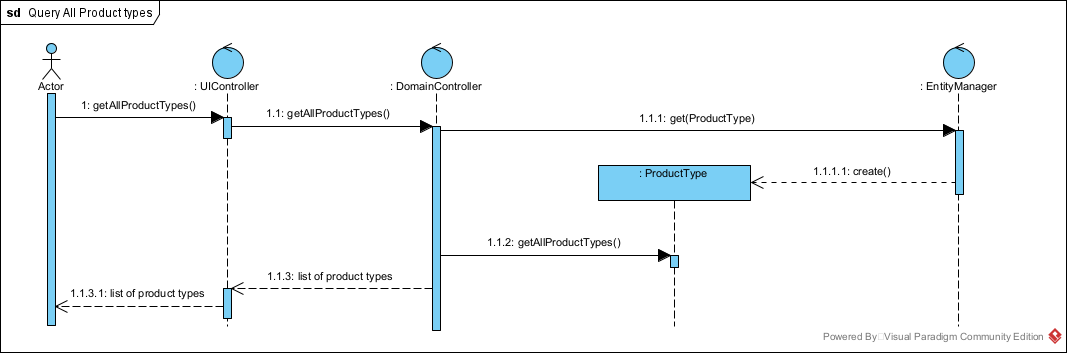 sd Query All Product types
Actor
: UIController
: DomainController
: EntityManager
1: getAllProductTypes()
1.1: getAllProductTypes()
1.1.1: get(ProductType)
: ProductType
1.1.1.1: create()
1.1.2: getAllProductTypes()
1.1.3: list of product types
1.1.3.1: list of product types
Powered By Visual Paradigm Community Edition